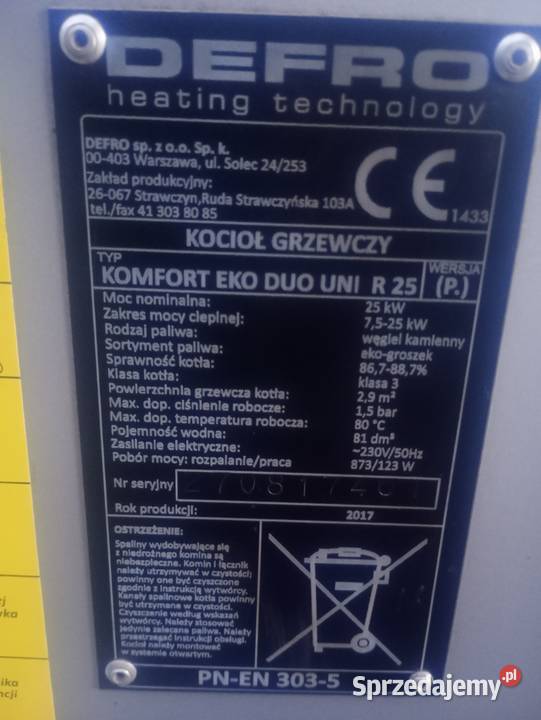 DEFRO
heating technology
DEFRO sp. z o.o. Sp. k.
00-403 Warszawa, ul. Solec 24/253
Zakład produkcyjny:
26-067 Strawczyn,Ruda Strawczyńska 103A
tel./fax 41 303 80 85
CE 1433
KOCIOŁ GRZEWCZY
TYP
KOMFORT EKO DUO UNI R 25
WERSJA
(P.)
Moc nominalna: 25 kW
Zakres mocy cieplnej: 7,5-25 kW
Rodzaj paliwa: węgiel kamienny
Sortyment paliwa: eko-groszek
Sprawność kotła: 86,7-88,7%
Klasa kotła: klasa 3
Powierzchnia grzewcza kotła: 2,9 m²
Max. dop. ciśnienie robocze: 1,5 bar
Max. dop. temperatura robocza: 80 °C
Pojemność wodna: 81 dm³
Zasilanie elektryczne: ~230V/50Hz
Pobór mocy: rozpalanie/praca 873/123 W
Nr seryjny
Rok produkcji: 2017
OSTRZEŻENIE:
Spaliny wydobywające się
z niedrożnego komina są
niebezpieczne. Komin i łącznik
należy utrzymywać w czystości;
powinny one być czyszczone
zgodnie z instrukcją wytwórcy.
Kanały spalinowe kotła powinny
być utrzymane w czystości.
Czyszczenie według wskazań
wytwórcy. Należy stosować
jedynie zalecane paliwa. Należy
przestrzegać instrukcji obsługi.
Kocioł należy montować
w systemie otwartym.
PN-EN 303-5
Sprzedajemy.pl